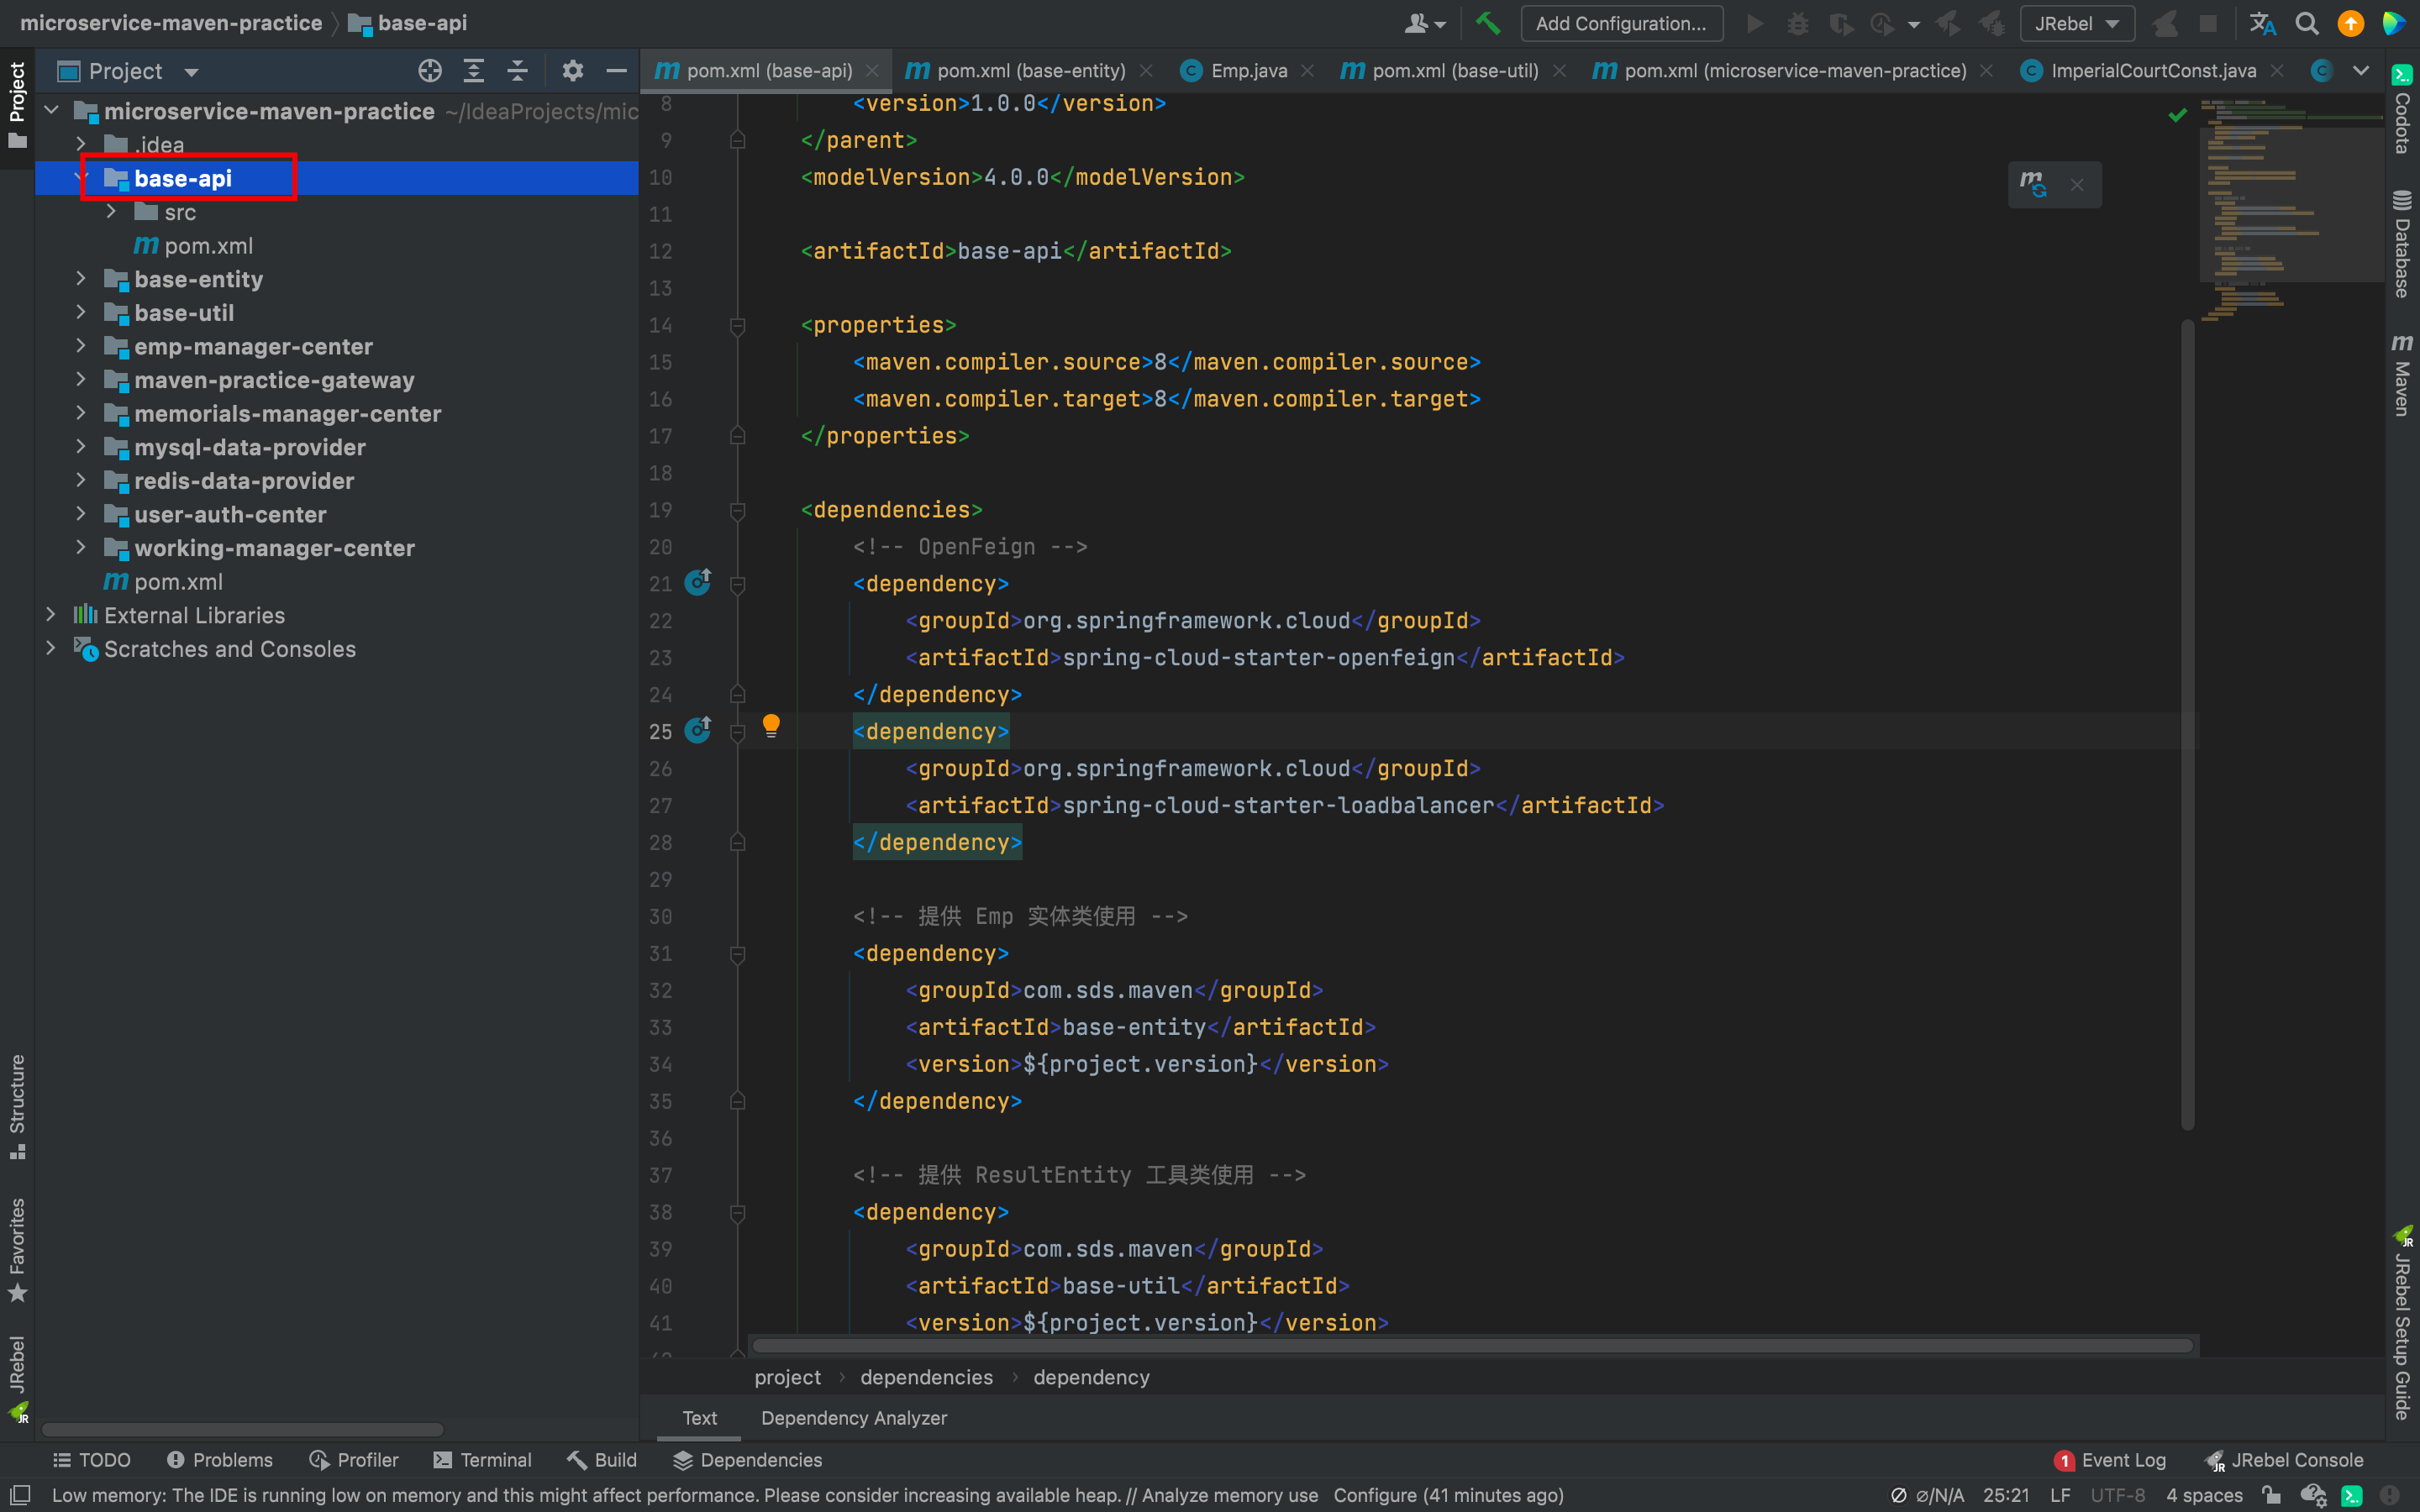 microservice-maven-practice base-api
Add Configuration...
JRebel
Project
pom.xml (base-api)
pom.xml (base-entity)
Emp.java
pom.xml (base-util)
pom.xml (microservice-maven-practice)
ImperialCourtConst.java
Project
microservice-maven-practice ~/IdeaProjects/mic
.idea
base-api
src
pom.xml
base-entity
base-util
emp-manager-center
maven-practice-gateway
memorials-manager-center
mysql-data-provider
redis-data-provider
user-auth-center
working-manager-center
pom.xml
External Libraries
Scratches and Consoles
Structure
Favorites
JRebel
8 <version>1.0.0</version>
9 </parent>
10 <modelVersion>4.0.0</modelVersion>
11
12 <artifactId>base-api</artifactId>
13
14 <properties>
15 <maven.compiler.source>8</maven.compiler.source>
16 <maven.compiler.target>8</maven.compiler.target>
17 </properties>
18
19 <dependencies>
20 <!-- OpenFeign -->
21 <dependency>
22 <groupId>org.springframework.cloud</groupId>
23 <artifactId>spring-cloud-starter-openfeign</artifactId>
24 </dependency>
25 <dependency>
26 <groupId>org.springframework.cloud</groupId>
27 <artifactId>spring-cloud-starter-loadbalancer</artifactId>
28 </dependency>
29
30 <!-- 提供 Emp 实体类使用 -->
31 <dependency>
32 <groupId>com.sds.maven</groupId>
33 <artifactId>base-entity</artifactId>
34 <version>${project.version}</version>
35 </dependency>
36
37 <!-- 提供 ResultEntity 工具类使用 -->
38 <dependency>
39 <groupId>com.sds.maven</groupId>
40 <artifactId>base-util</artifactId>
41 <version>${project.version}</version>
project › dependencies › dependency
Text Dependency Analyzer
Codota
Database
Maven
JRebel Setup Guide
TODO Problems Profiler Terminal Build Dependencies
1 Event Log JRebel Console
Low memory: The IDE is running low on memory and this might affect performance. Please consider increasing available heap. // Analyze memory use Configure (41 minutes ago)
⌀/N/A 25:21 LF UTF-8 4 spaces